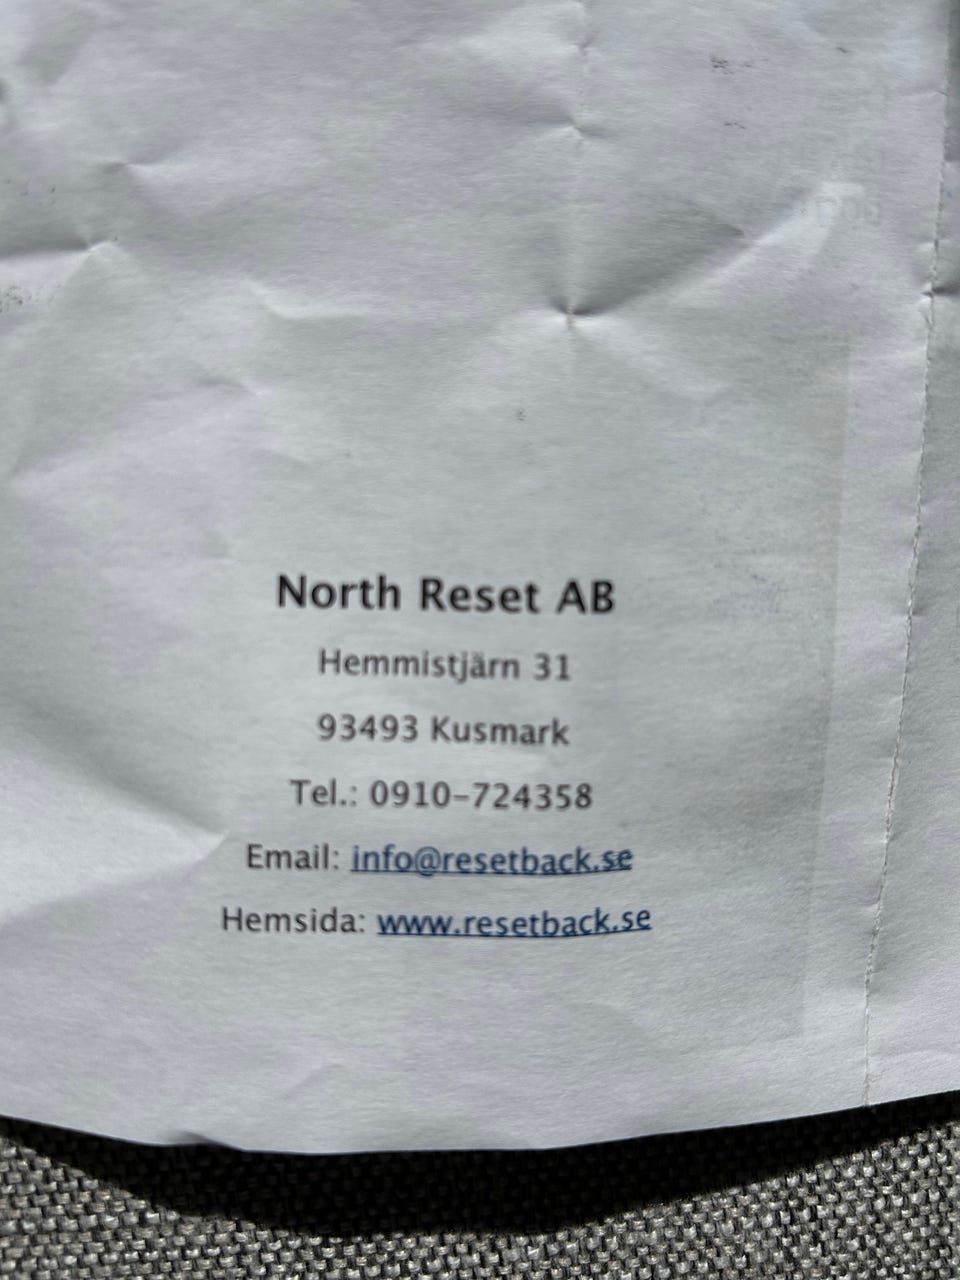 North Reset AB
Hemmistjärn 31
93493 Kusmark
Tel.: 0910-724358
Email: info@resetback.se
Hemsida: www.resetback.se